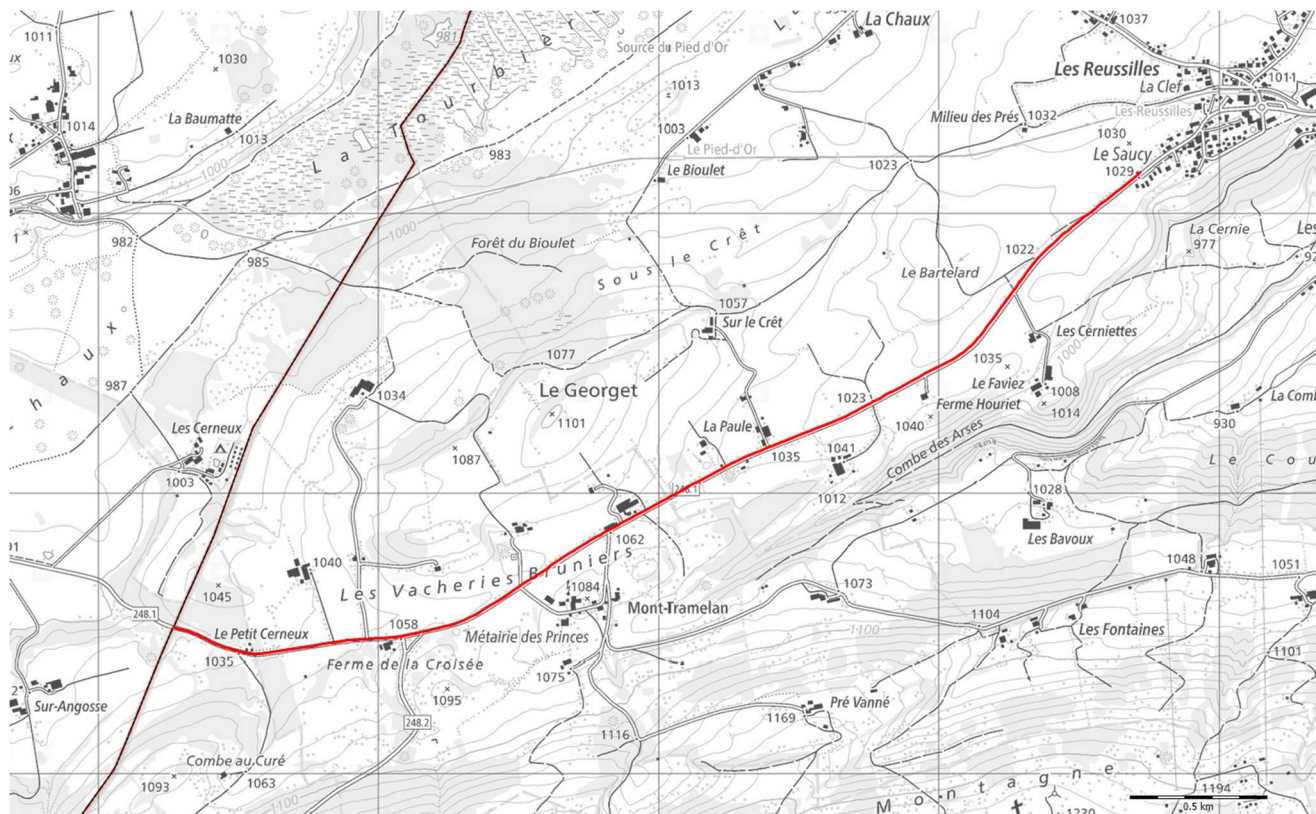 La Chaux
1037
1011
981
1030
Source du Pied d'Or
Les Reussilles
La Clef
1011
1013
1014
La Baumatte
1013
La Tourbière
983
1003
Le Pied-d'Or
Milieu des Prés
1032
Les Reussilles
1030
Le Saucy
1029
1023
Le Bioulet
1000
982
985
1000
Forêt du Bioulet
Sous le Crêt
1022
La Cernie
977
Le Bartelard
1057
Sur le Crêt
Les Cerniettes
1000
987
1077
1034
Le Georget
1101
1035
Le Faviez
1008
1014
Ferme Houriet
1023
1040
La Comb
930
Les Cerneux
1003
1087
La Paule
1035
1041
1012
Combe des Arses
Le Cou
248.1
1028
Les Bavoux
1062
1040
1045
Les Vacheries Bruniers
1084
Mont-Tramelan
1073
1048
1051
1104
1100
Les Fontaines
248.1
Le Petit Cerneux
1035
1058
Métairie des Princes
Ferme de la Croisée
1075
1095
1101
Sur-Angosse
248.2
1116
1169
Pré Vanné
Combe au Curé
1093
1063
1100
Montagne
1194
1230
0.5 km